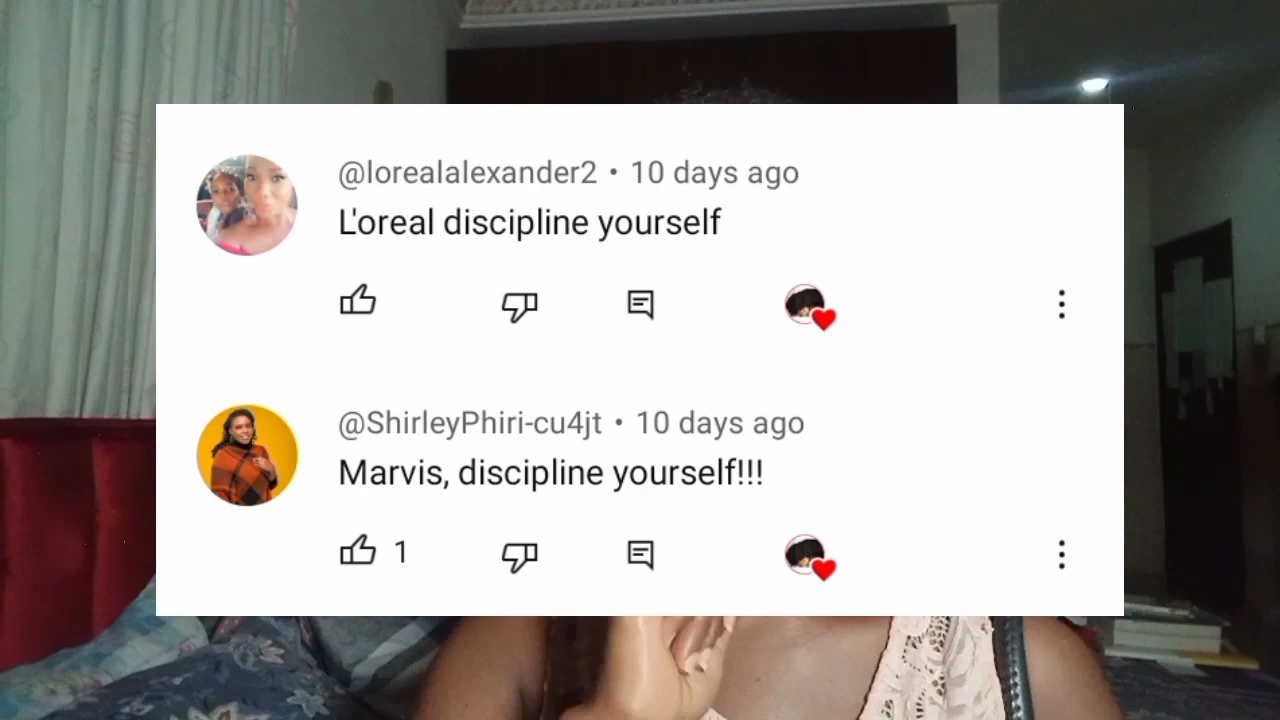 @lorealalexander2 • 10 days ago
L'oreal discipline yourself
@ShirleyPhiri-cu4jt • 10 days ago
Marvis, discipline yourself!!!
1